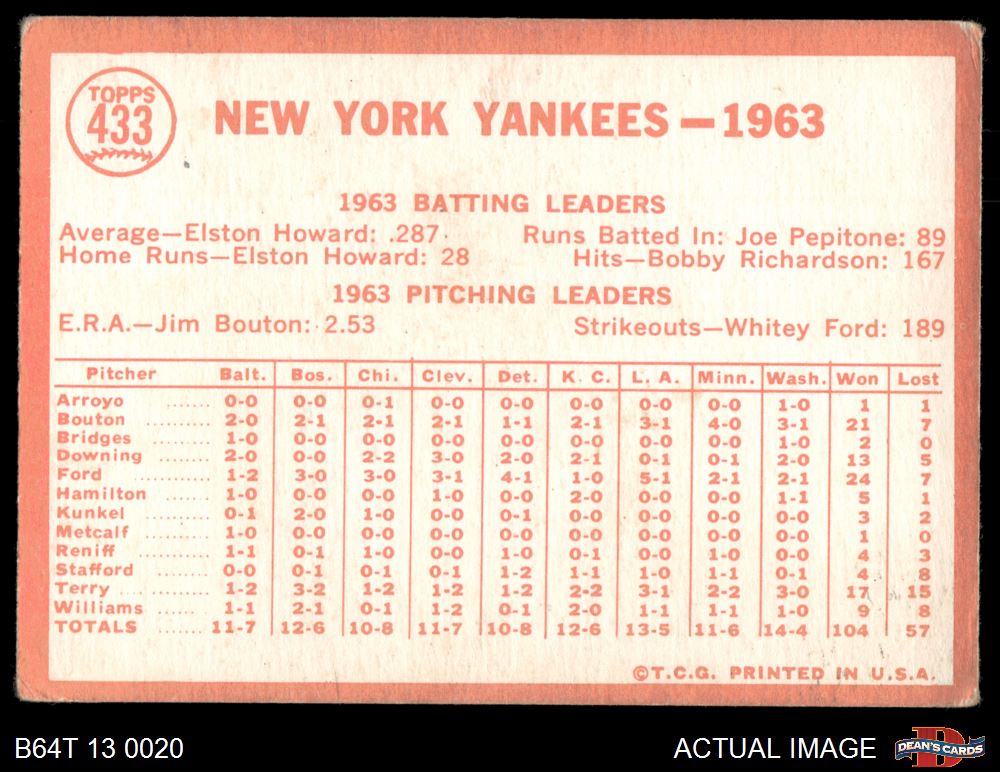 TOPPS
433
NEW YORK YANKEES — 1963
1963 BATTING LEADERS
Average—Elston Howard: .287 Runs Batted In: Joe Pepitone: 89
Home Runs—Elston Howard: 28 Hits—Bobby Richardson: 167
1963 PITCHING LEADERS
E.R.A.—Jim Bouton: 2.53 Strikeouts—Whitey Ford: 189
Pitcher Balt. Bos. Chi. Clev. Det. K. C. L. A. Minn. Wash. Won Lost
Arroyo ....... 0-0 0-0 0-1 0-0 0-0 0-0 0-0 0-0 1-0 1 1
Bouton .......... 2-0 2-1 2-1 2-1 1-1 2-1 3-1 4-0 3-1 21 7
Bridges ......... 1-0 0-0 0-0 0-0 0-0 0-0 0-0 0-0 1-0 2 0
Downing ........ 2-0 0-0 2-2 3-0 2-0 2-1 0-1 0-1 2-0 13 5
Ford ......... 1-2 3-0 3-0 3-1 4-1 1-0 5-1 2-1 2-1 24 7
Hamilton ....... 1-0 0-0 0-0 1-0 0-0 2-0 0-0 0-0 1-1 5 1
Kunkel .......... 0-1 2-0 1-0 0-0 0-1 0-0 0-0 0-0 0-0 3 2
Metcalf ......... 1-0 0-0 0-0 0-0 0-0 0-0 0-0 0-0 0-0 1 0
Reniff ........... 1-1 0-1 1-0 0-0 1-0 0-1 0-0 1-0 0-0 4 3
Stafford ........ 0-0 0-1 0-1 0-1 1-2 1-1 1-0 1-1 0-1 4 8
Terry ........... 1-2 3-2 1-2 1-2 1-2 2-2 3-1 2-2 3-0 17 15
Williams ........ 1-1 2-1 0-1 1-2 0-1 2-0 1-1 1-1 1-0 9 8
TOTALS ....... 11-7 12-6 10-8 11-7 10-8 12-6 13-5 11-6 14-4 104 57
©T.C.G. PRINTED IN U.S.A.
B64T 13 0020 ACTUAL IMAGE
D
DEAN'S CARDS